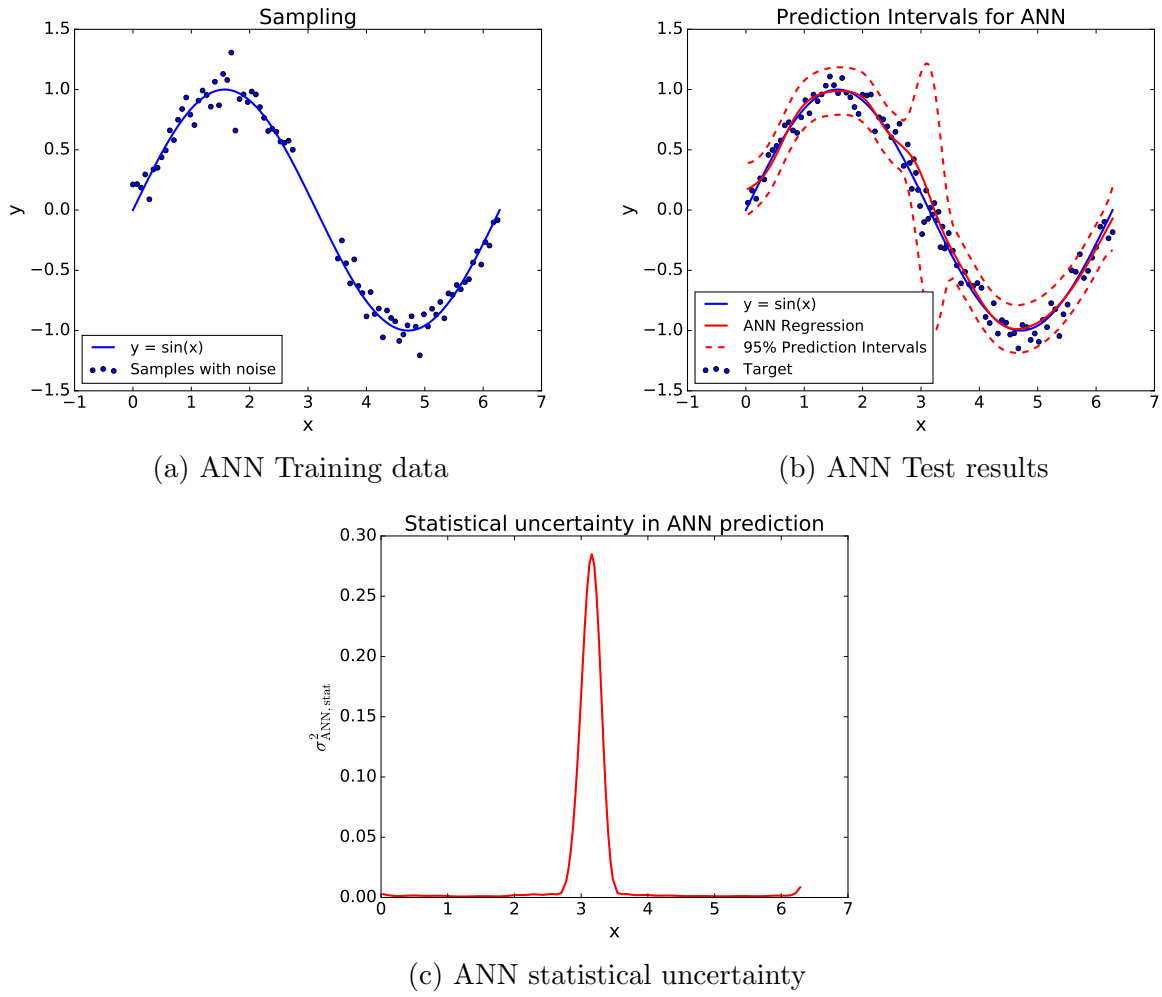 Sampling
1.5
1.0
0.5
0.0
−0.5
−1.0
−1.5
y
−1 0 1 2 3 4 5 6 7
x
y = sin(x)
Samples with noise
(a) ANN Training data
Prediction Intervals for ANN
1.5
1.0
0.5
0.0
−0.5
−1.0
−1.5
y
−1 0 1 2 3 4 5 6 7
x
y = sin(x)
ANN Regression
95% Prediction Intervals
Target
(b) ANN Test results
Statistical uncertainty in ANN prediction
0.30
0.25
0.20
0.15
0.10
0.05
0.00
σ²ANN, stat
0 1 2 3 4 5 6 7
x
(c) ANN statistical uncertainty